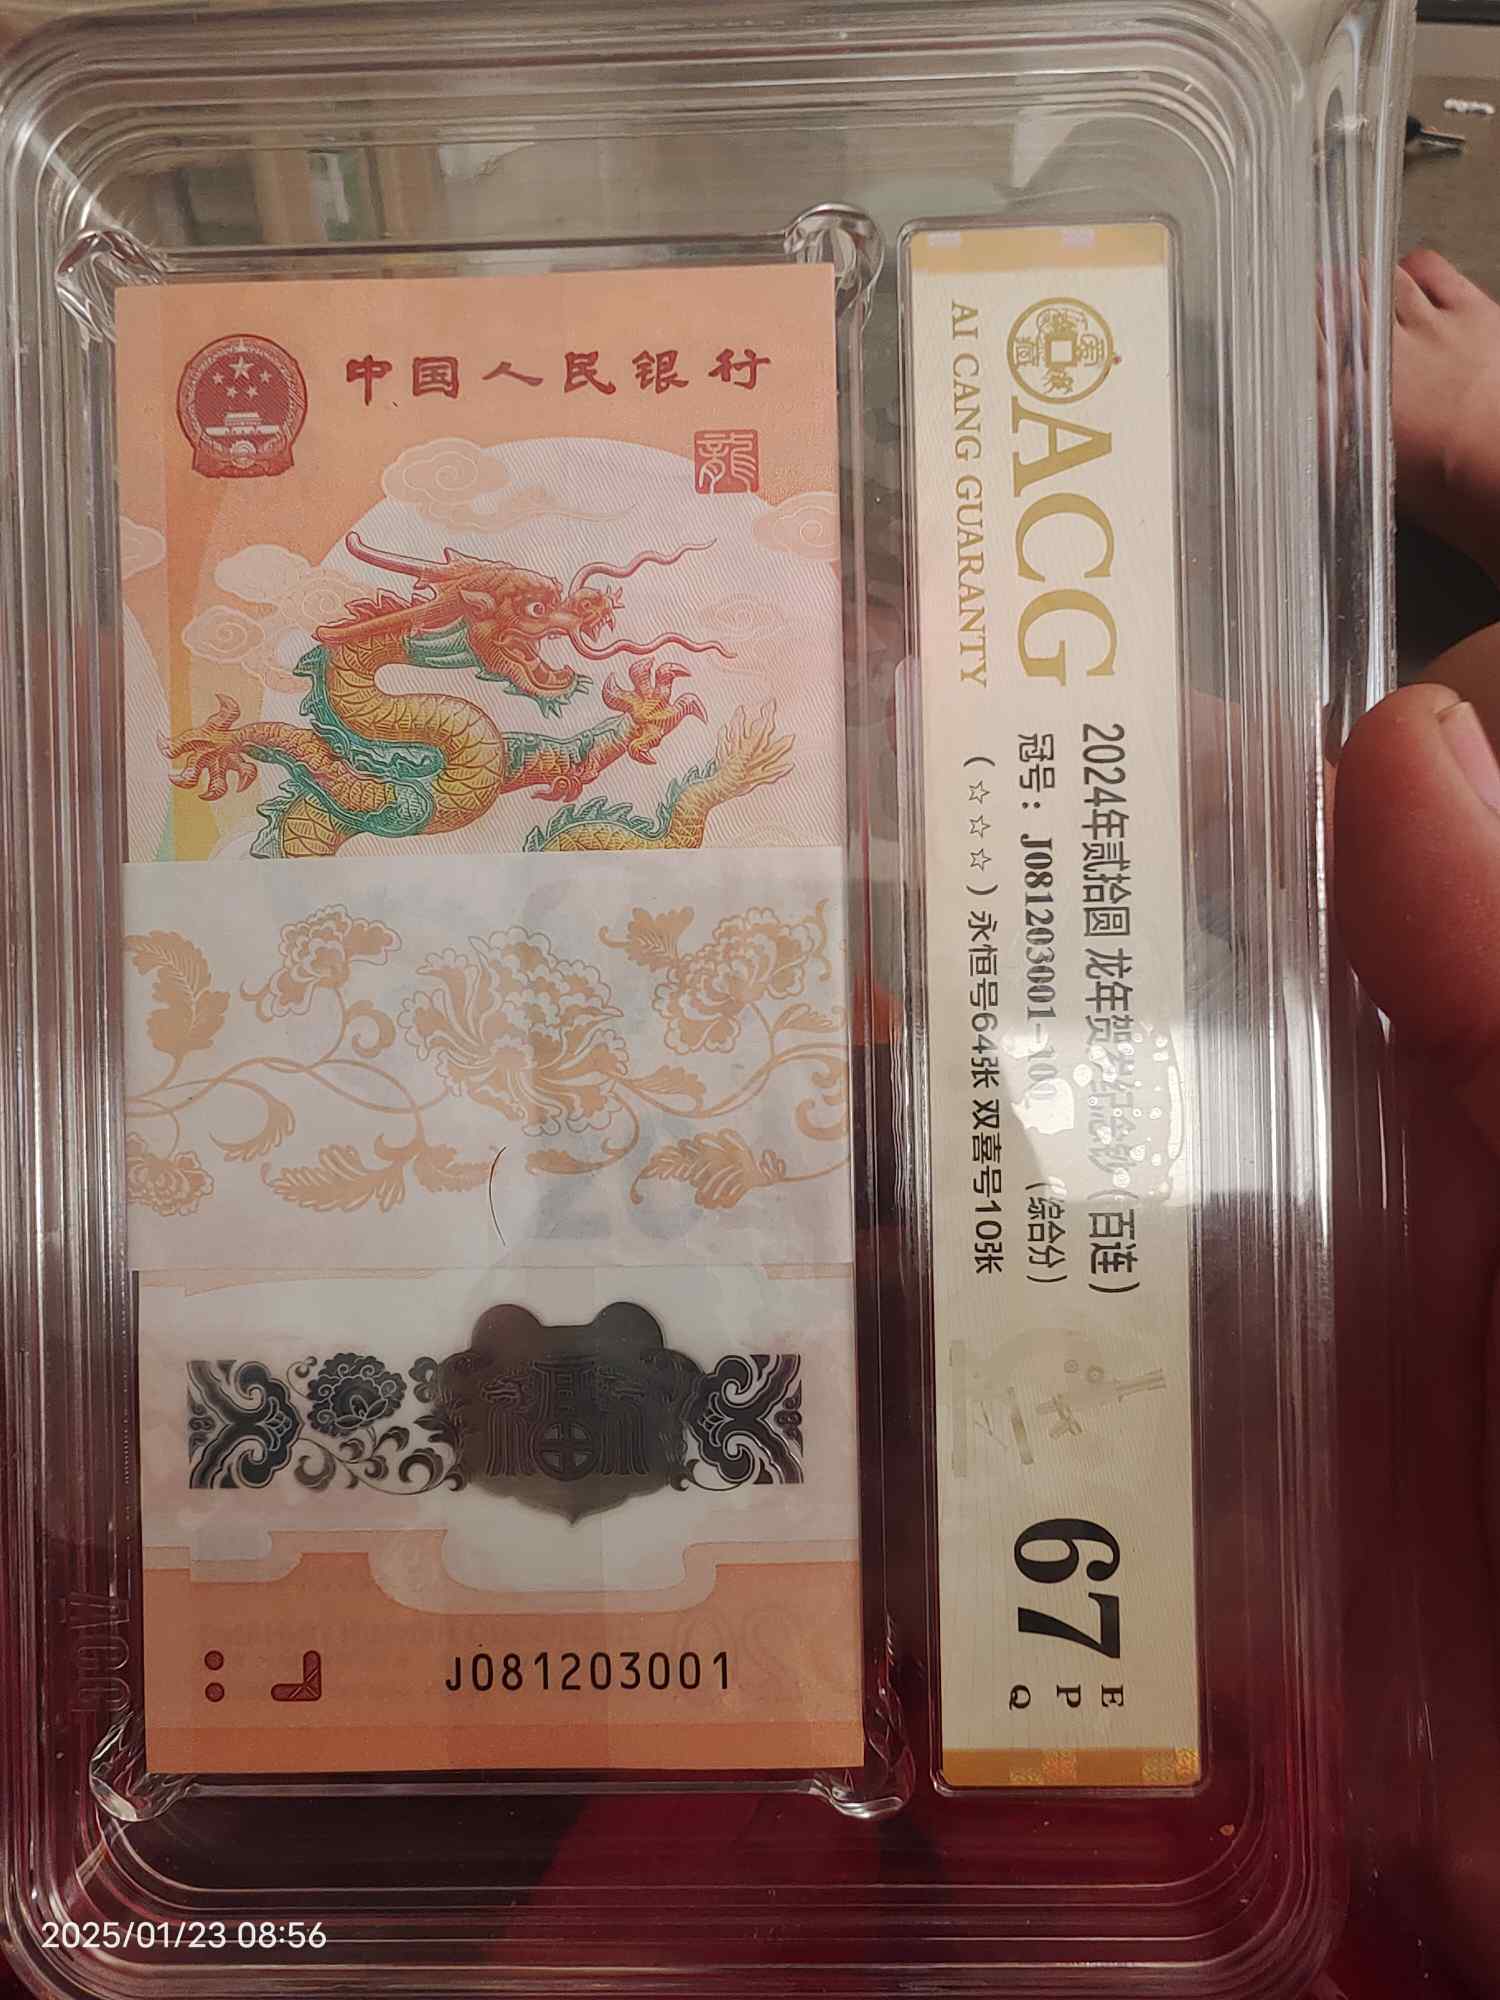 中国人民银行
龍
J081203001
ACG
AI CANG GUARANTY
2024年贰拾圆 龙年贺岁纪念钞(百连)
冠号:J081203001-100 (综合分)
(☆☆☆)永恒号64张 双喜号10张
67
E
P
Q
ACG
2025/01/23 08:56